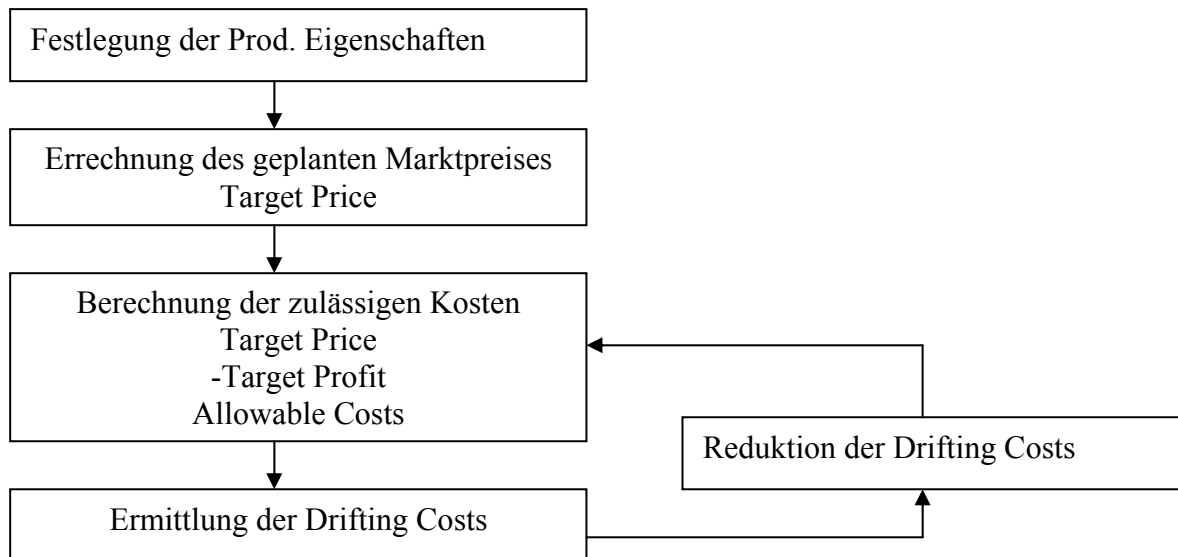 Festlegung der Prod. Eigenschaften
Errechnung des geplanten Marktpreises
Target Price
Berechnung der zulässigen Kosten
Target Price
-Target Profit
Allowable Costs
Reduktion der Drifting Costs
Ermittlung der Drifting Costs